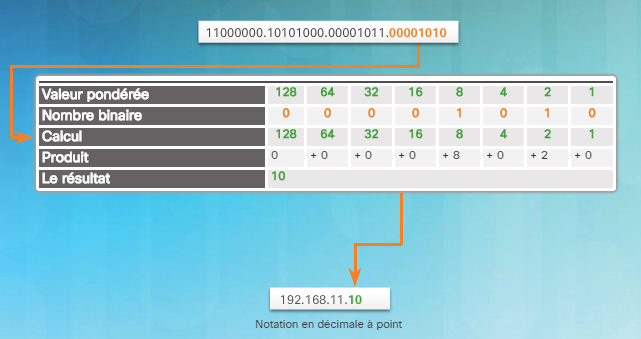 11000000.10101000.00001011.00001010
Valeur pondérée 128 64 32 16 8 4 2 1
Nombre binaire 0 0 0 0 1 0 1 0
Calcul 128 64 32 16 8 4 2 1
Produit 0 + 0 + 0 + 0 + 8 + 0 + 2 + 0
Le résultat 10
192.168.11.10
Notation en décimale à point